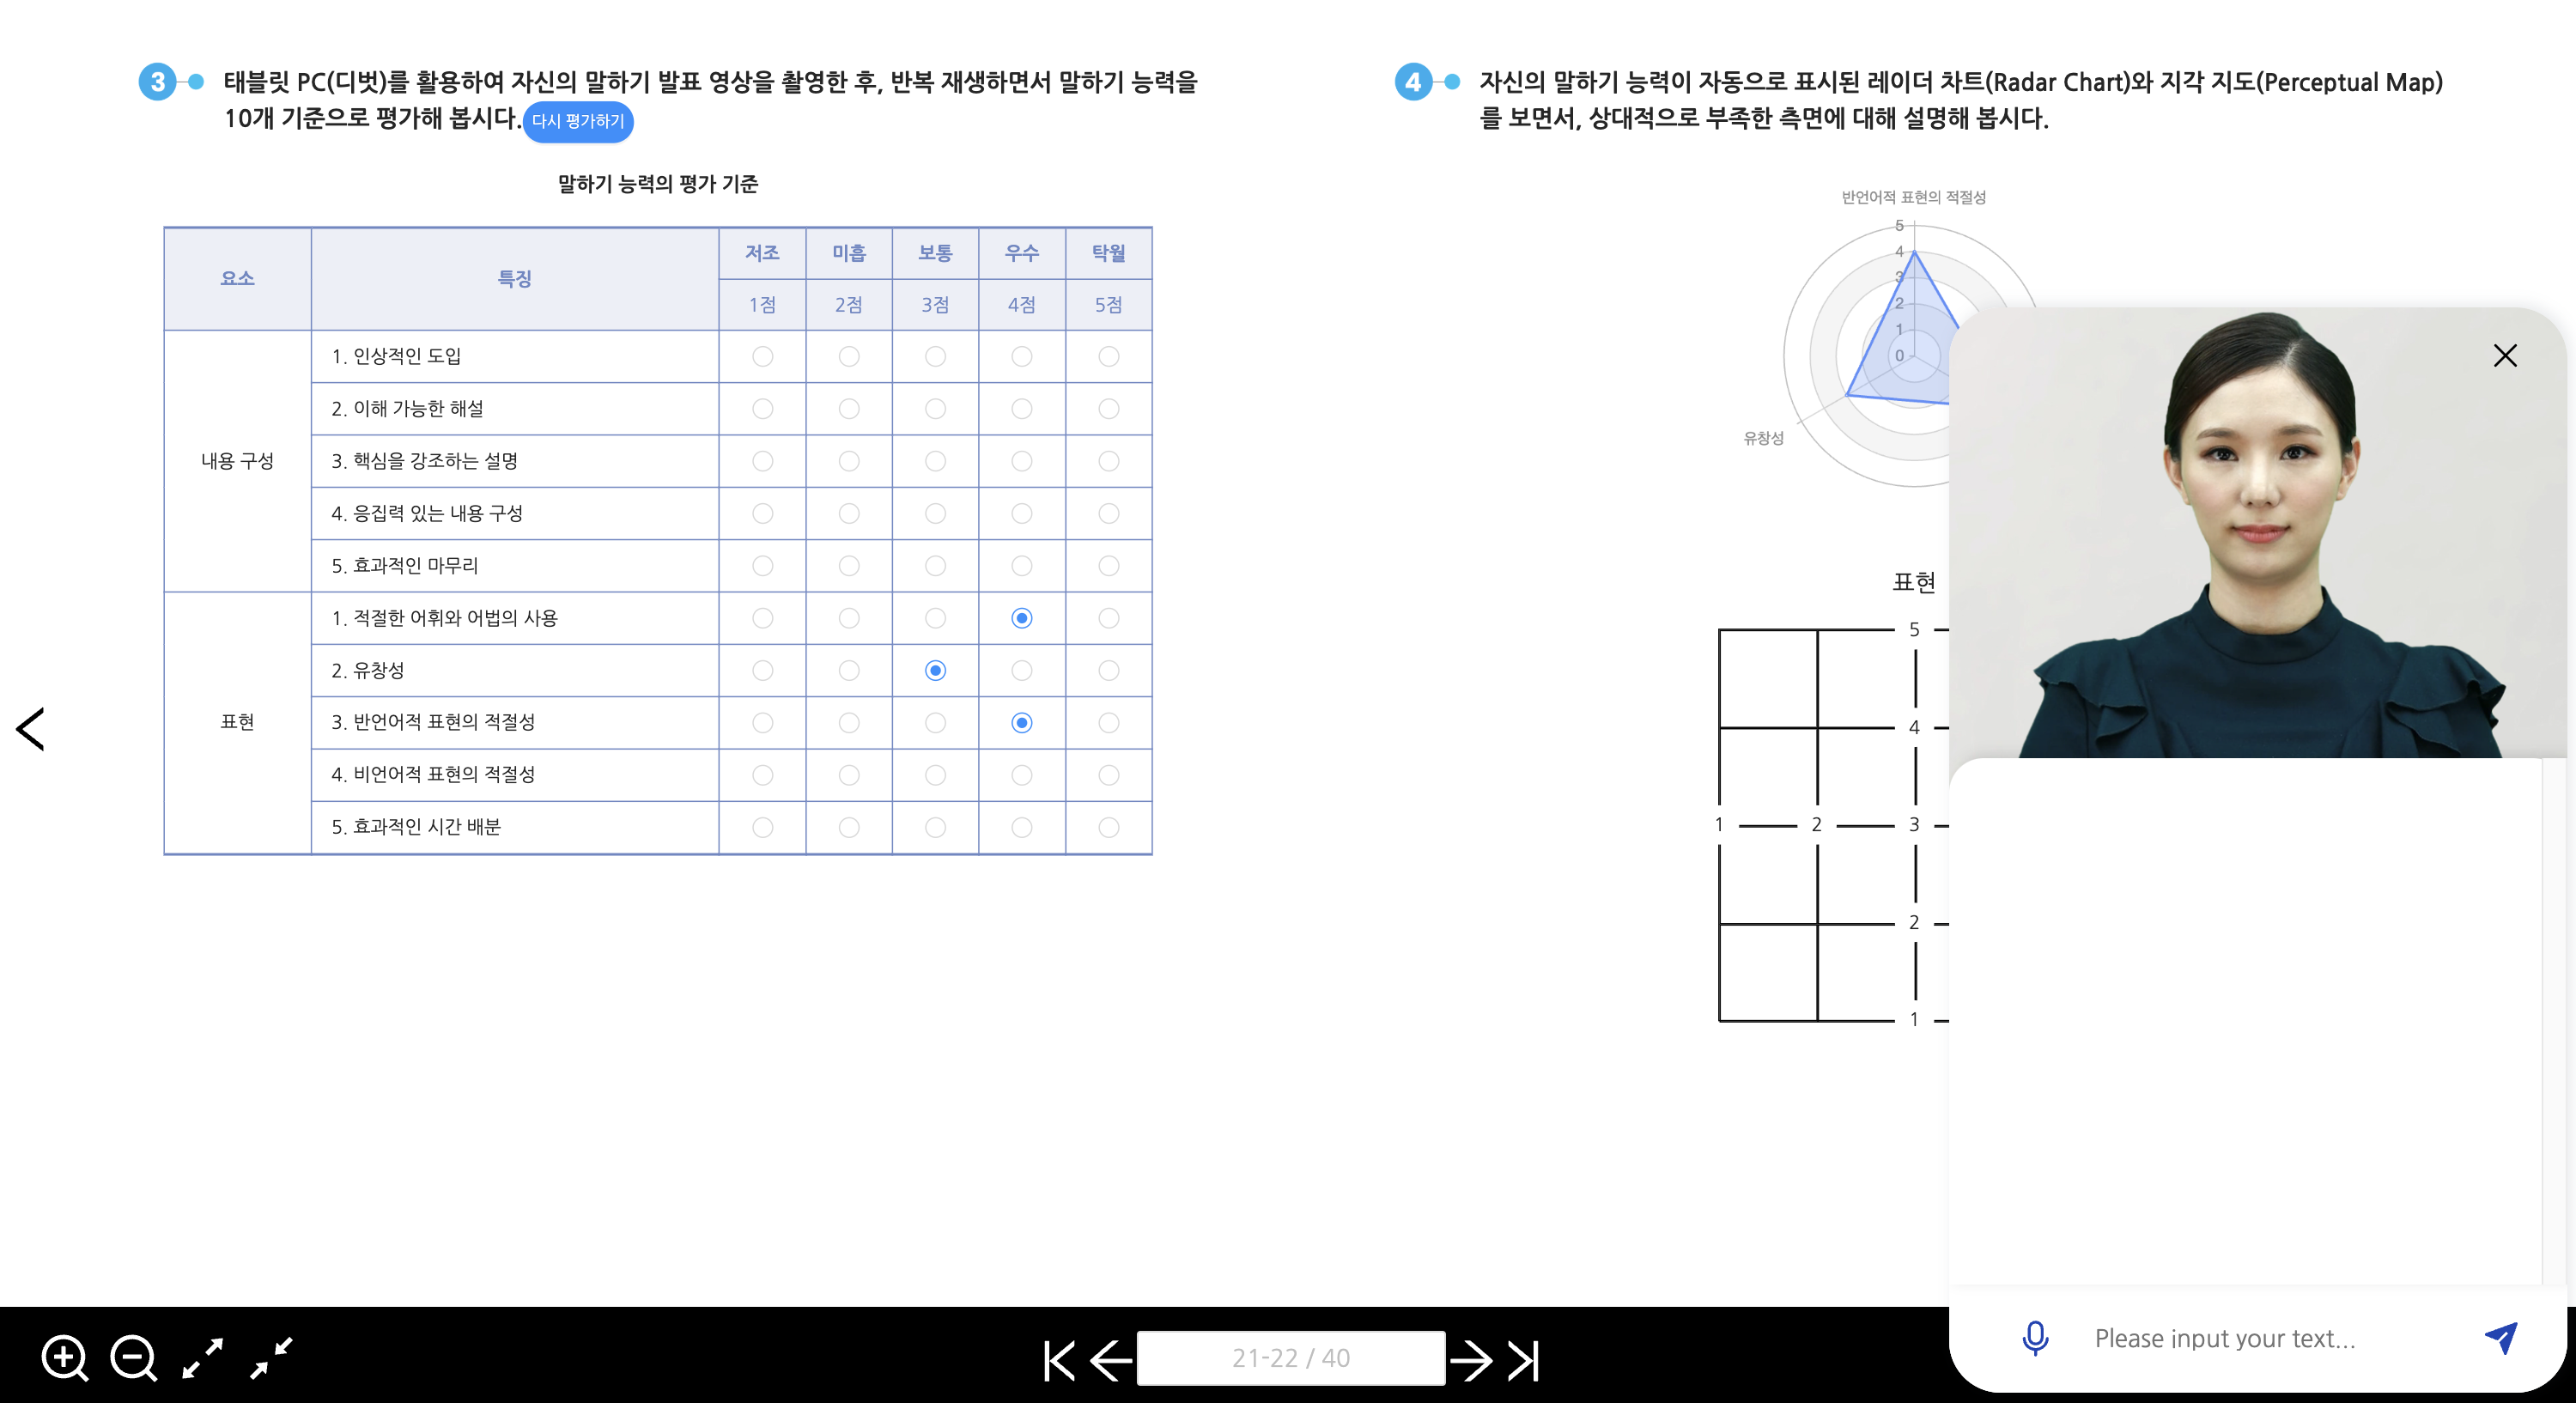 3
태블릿 PC(디벗)를 활용하여 자신의 말하기 발표 영상을 촬영한 후, 반복 재생하면서 말하기 능력을
10개 기준으로 평가해 봅시다.
다시 평가하기
말하기 능력의 평가 기준
요소 특징 저조 미흡 보통 우수 탁월
1점 2점 3점 4점 5점
내용 구성
1. 인상적인 도입
2. 이해 가능한 해설
3. 핵심을 강조하는 설명
4. 응집력 있는 내용 구성
5. 효과적인 마무리
표현
1. 적절한 어휘와 어법의 사용
2. 유창성
3. 반언어적 표현의 적절성
4. 비언어적 표현의 적절성
5. 효과적인 시간 배분
4
자신의 말하기 능력이 자동으로 표시된 레이더 차트(Radar Chart)와 지각 지도(Perceptual Map)
를 보면서, 상대적으로 부족한 측면에 대해 설명해 봅시다.
반언어적 표현의 적절성
5
4
3
2
1
0
유창성
표현
5
4
1 2 3
2
1
Please input your text...
21-22 / 40